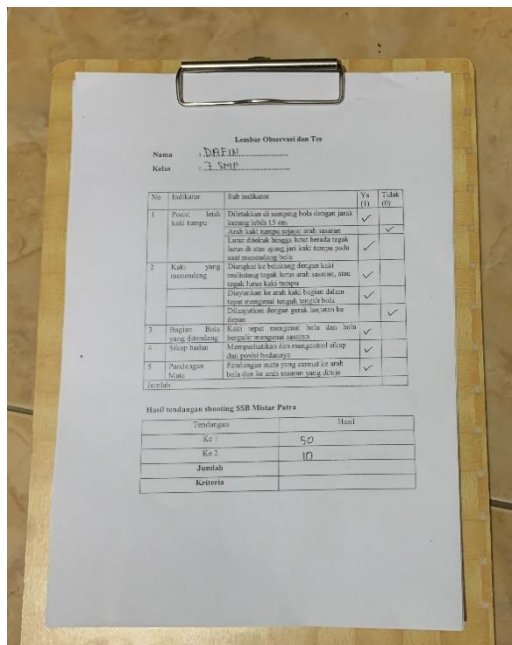 Lembar Observasi dan Tes
Nama : DAFIN
Kelas : 7 SMP
No Indikator Sub indikator Ya (1) Tidak (0)
1 Posisi letak kaki tumpu
Diletakkan di samping bola dengan jarak kurang lebih 15 cm ✓
Arah kaki tumpu sejajar arah sasaran ✓
Lutut ditekuk hingga lutut berada tegak lurus di atas ujung jari kaki tumpu pada saat menendang bola ✓
2 Kaki yang menendang
Diangkat ke belakang dengan kaki melintang tegak lurus arah sasaran, atau tegak lurus kaki tumpu ✓
Diayunkan ke arah kaki bagian dalam tepat mengenai tengah tengah bola ✓
Dilanjutkan dengan gerak lanjutan ke depan ✓
3 Bagian Bola yang ditendang
Kaki tepat mengenai bola dan bola bergulir mengenai sasaran ✓
4 Sikap badan
Memperhatikan dan mengontrol sikap dan posisi badannya ✓
5 Pandangan Mata
Pandangan mata yang cermat ke arah bola dan ke arah sasaran yang dituju ✓
Jumlah
Hasil tendangan shooting SSB Mistar Putra
Tendangan Hasil
Ke 1 50
Ke 2 10
Jumlah
Kriteria